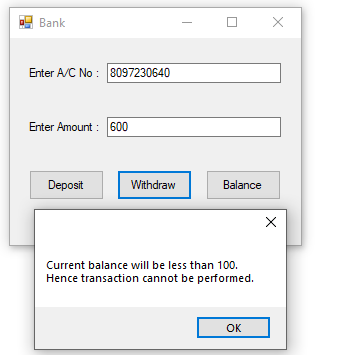 Bank
Enter A/C No : 8097230640
Enter Amount : 600
Deposit Withdraw Balance
Current balance will be less than 100.
Hence transaction cannot be performed.
OK